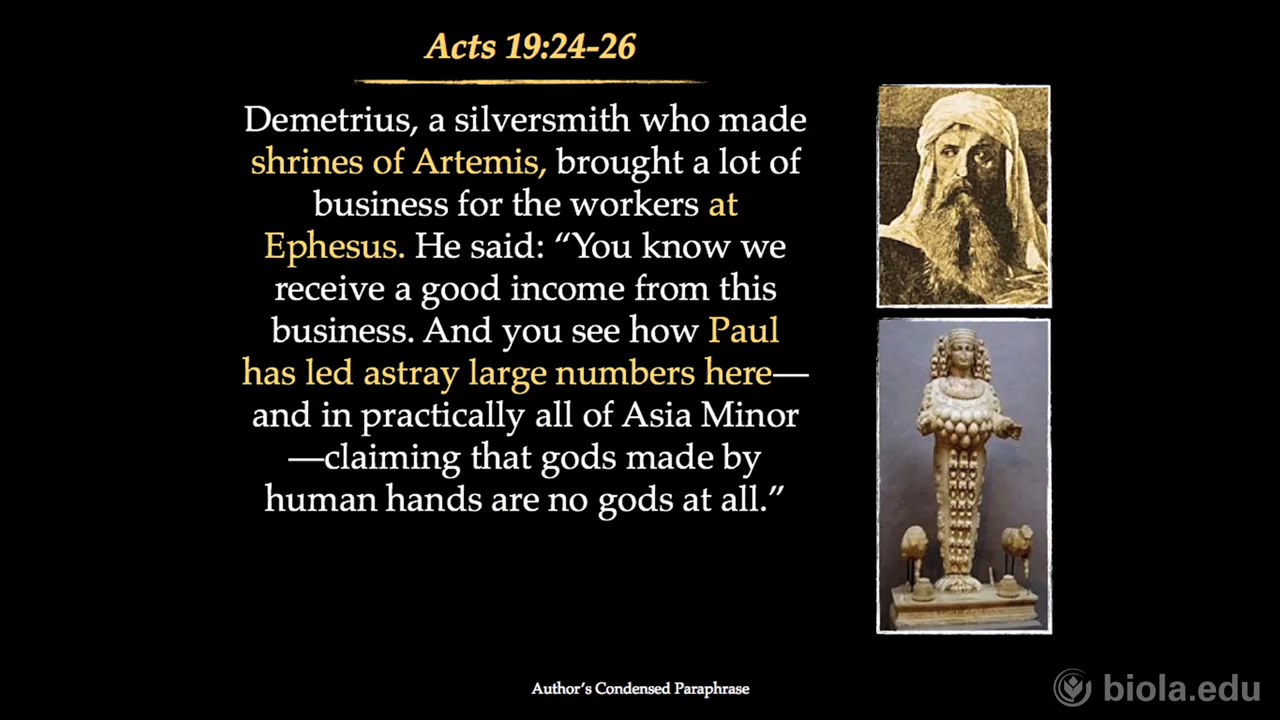 Acts 19:24-26
Demetrius, a silversmith who made
shrines of Artemis, brought a lot of
business for the workers at
Ephesus. He said: “You know we
receive a good income from this
business. And you see how Paul
has led astray large numbers here—
and in practically all of Asia Minor
—claiming that gods made by
human hands are no gods at all.”
Author’s Condensed Paraphrase
biola.edu